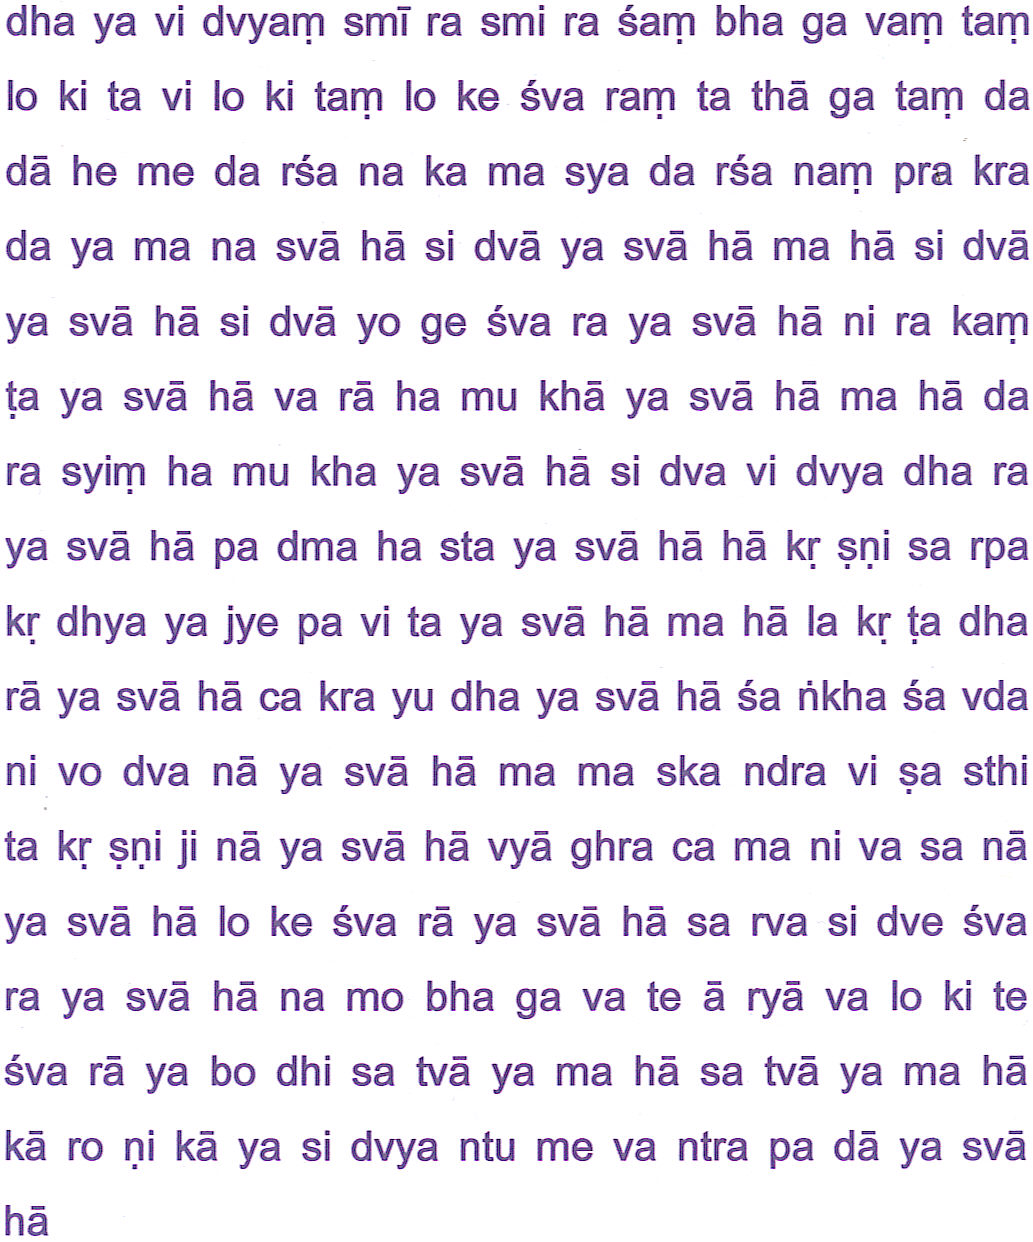 dha ya vi dvyaṃ smī ra smi ra śaṃ bha ga vaṃ taṃ
lo ki ta vi lo ki taṃ lo ke śva raṃ ta thā ga taṃ da
dā he me da rśa na ka ma sya da rśa naṃ pra kra
da ya ma na svā hā si dvā ya svā hā ma hā si dvā
ya svā hā si dvā yo ge śva ra ya svā hā ni ra kaṃ
ṭa ya svā hā va rā ha mu khā ya svā hā ma hā da
ra syiṃ ha mu kha ya svā hā si dva vi dvya dha ra
ya svā hā pa dma ha sta ya svā hā hā kṛ ṣṇi sa rpa
kṛ dhya ya jye pa vi ta ya svā hā ma hā la kṛ ṭa dha
rā ya svā hā ca kra yu dha ya svā hā śa ṅkha śa vda
ni vo dva nā ya svā hā ma ma ska ndra vi ṣa sthi
ta kṛ ṣṇi ji nā ya svā hā vyā ghra ca ma ni va sa nā
ya svā hā lo ke śva rā ya svā hā sa rva si dve śva
ra ya svā hā na mo bha ga va te ā ryā va lo ki te
śva rā ya bo dhi sa tvā ya ma hā sa tvā ya ma hā
kā ro ṇi kā ya si dvya ntu me va ntra pa dā ya svā
hā